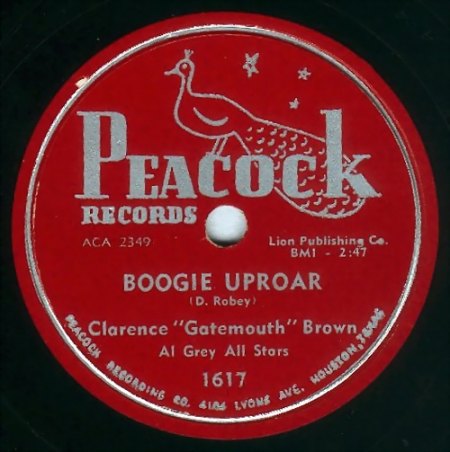 PEACOCK
RECORDS
ACA 2349
Lion Publishing Co.
BMI - 2:47
BOOGIE UPROAR
(D. Robey)
Clarence "Gatemouth" Brown
Al Grey All Stars
1617
PEACOCK RECORDING CO. 4104 LYONS AVE. HOUSTON, TEXAS